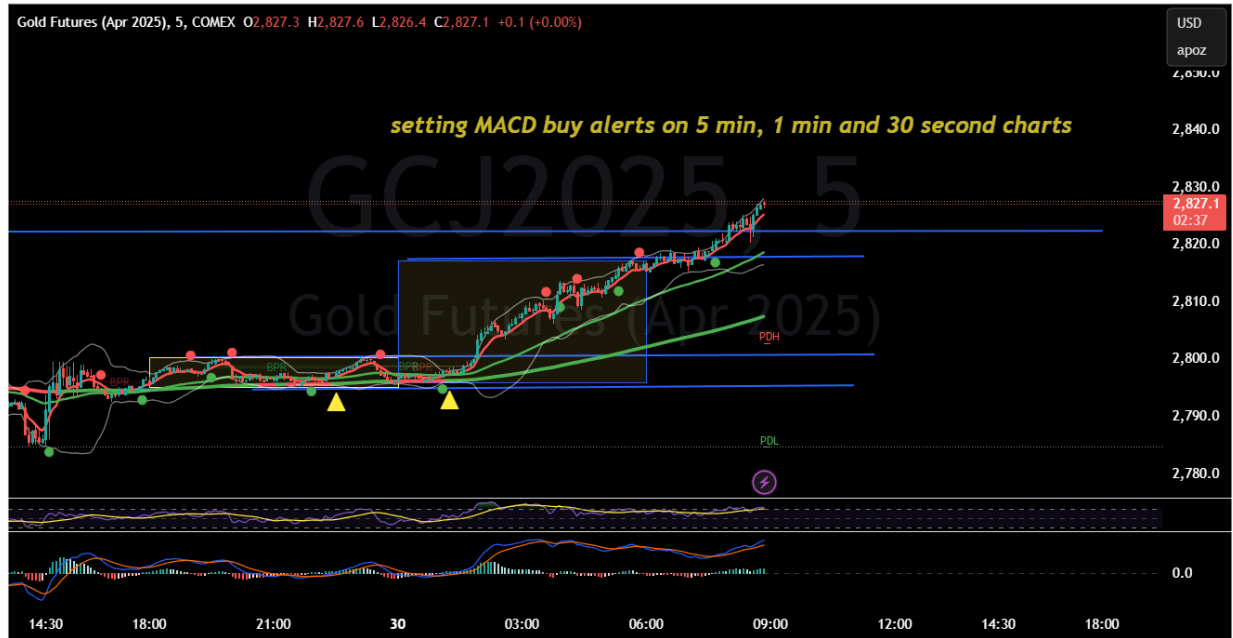 Gold Futures (Apr 2025), 5, COMEX O2,827.3 H2,827.6 L2,826.4 C2,827.1 +0.1 (+0.00%)
USD
apoz
2,850.0
setting MACD buy alerts on 5 min, 1 min and 30 second charts
2,840.0
GCJ2025, 5
2,830.0
2,827.1
02:37
2,820.0
Gold Futures (Apr 2025)
2,810.0
PDH
2,800.0
BPR BPR BPR BPR
2,790.0
PDL
2,780.0
0.0
14:30 18:00 21:00 30 03:00 06:00 09:00 12:00 14:30 18:00